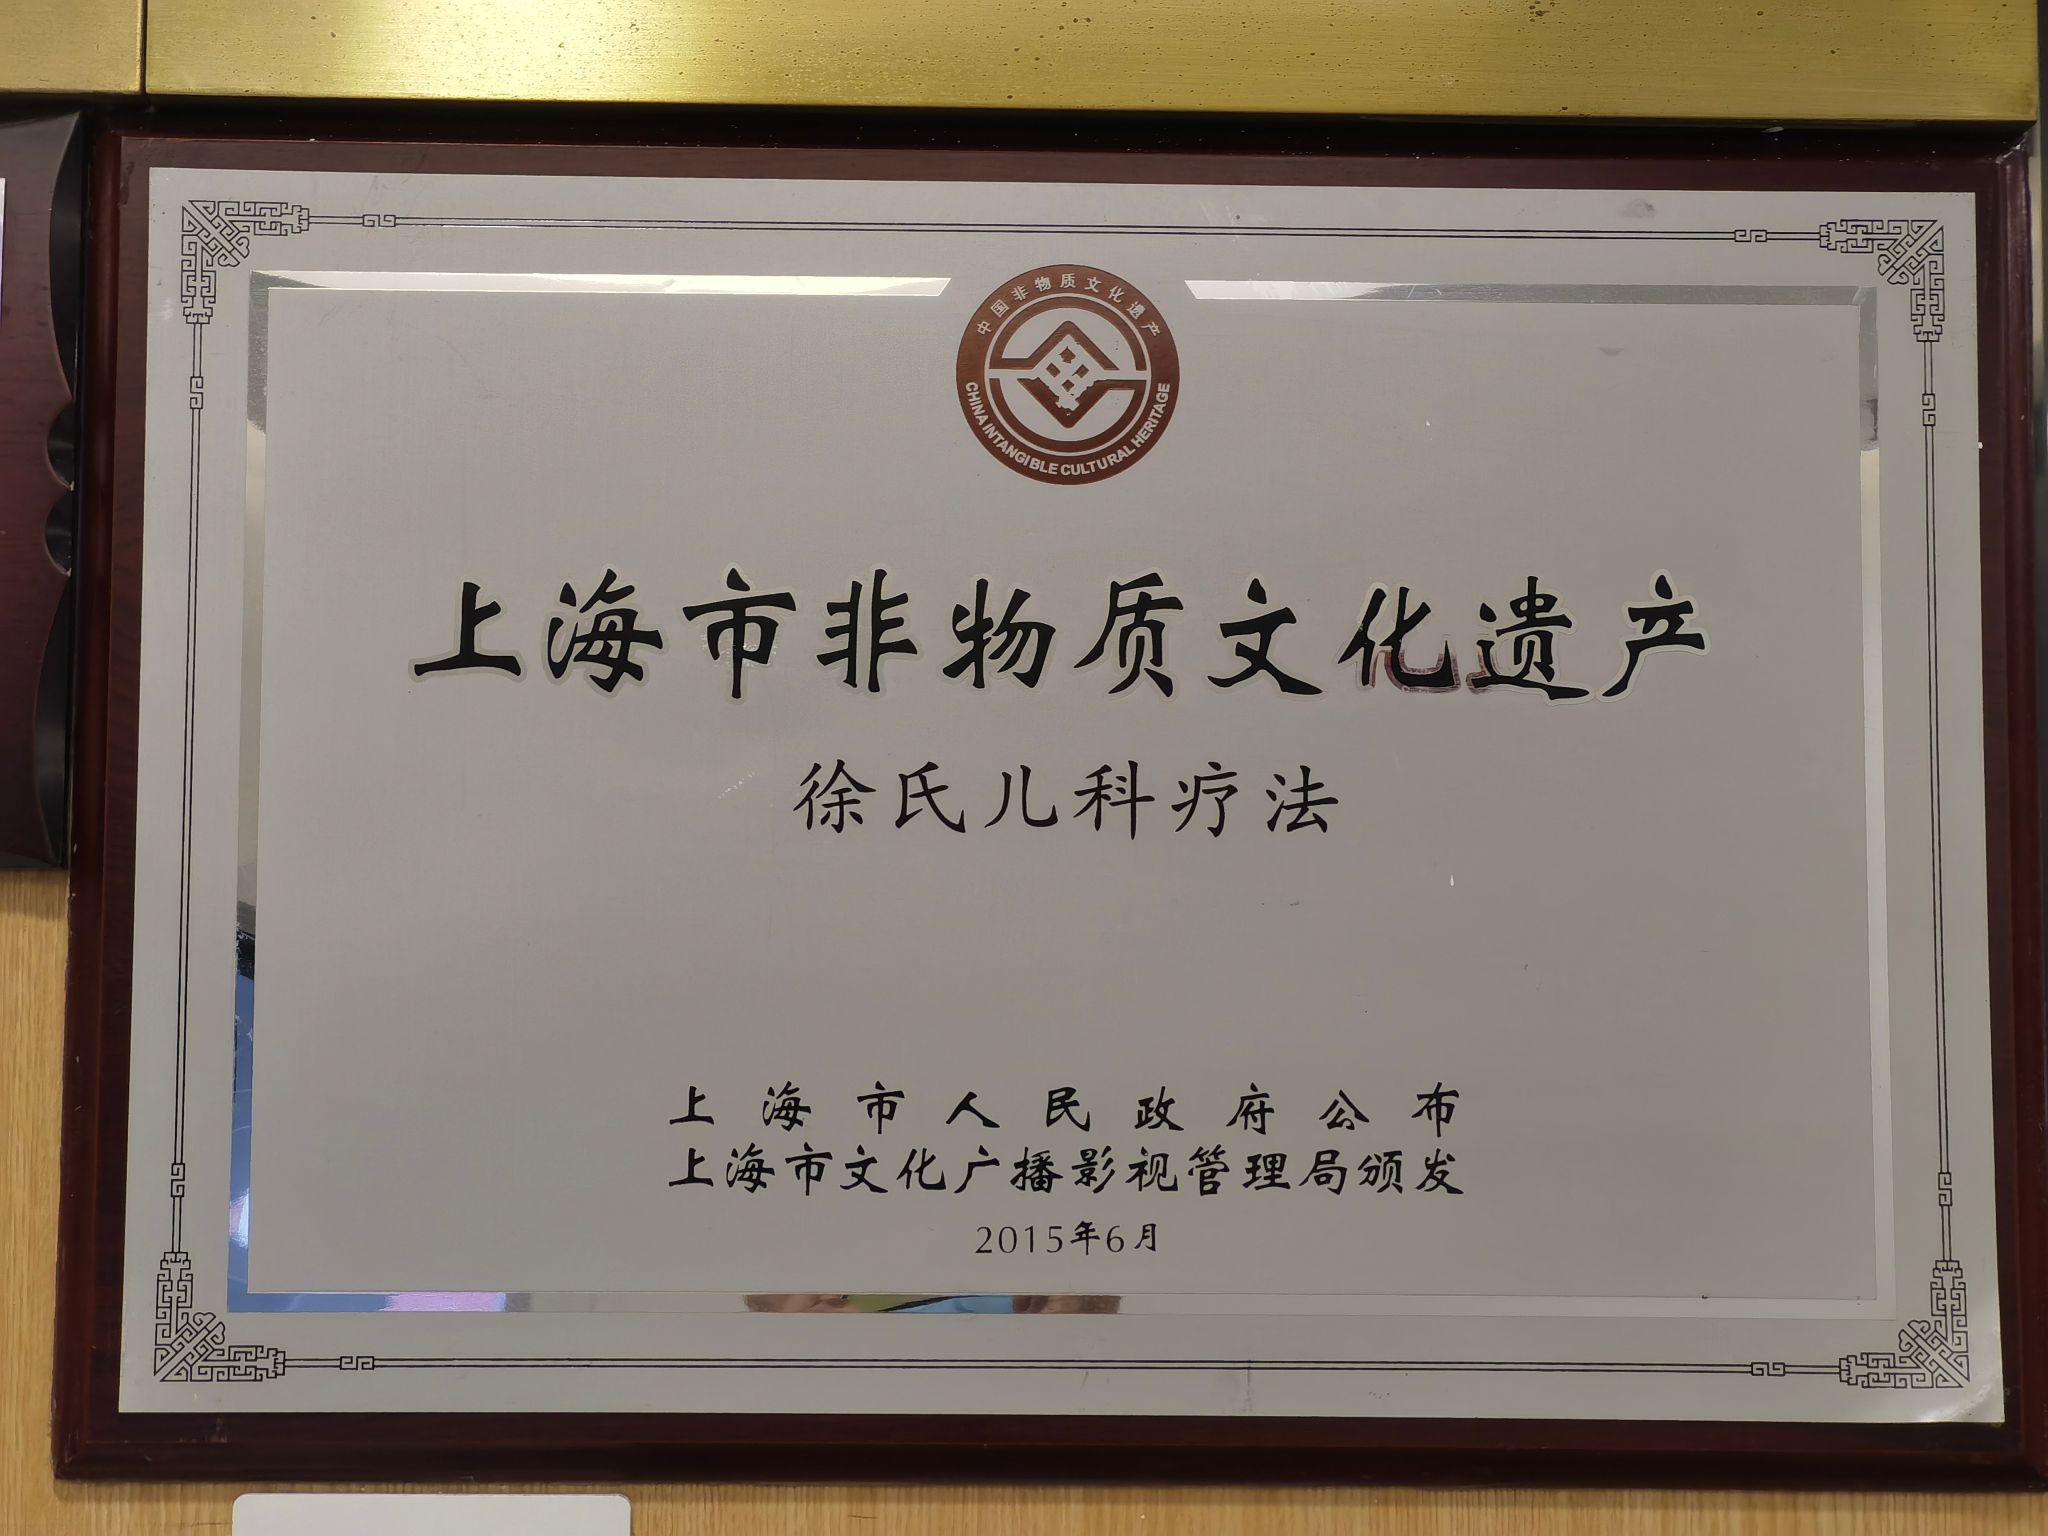 中国非物质文化遗产
CHINA INTANGIBLE CULTURAL HERITAGE
上海市非物质文化遗产
徐氏儿科疗法
上海市人民政府公布
上海市文化广播影视管理局颁发
2015年6月